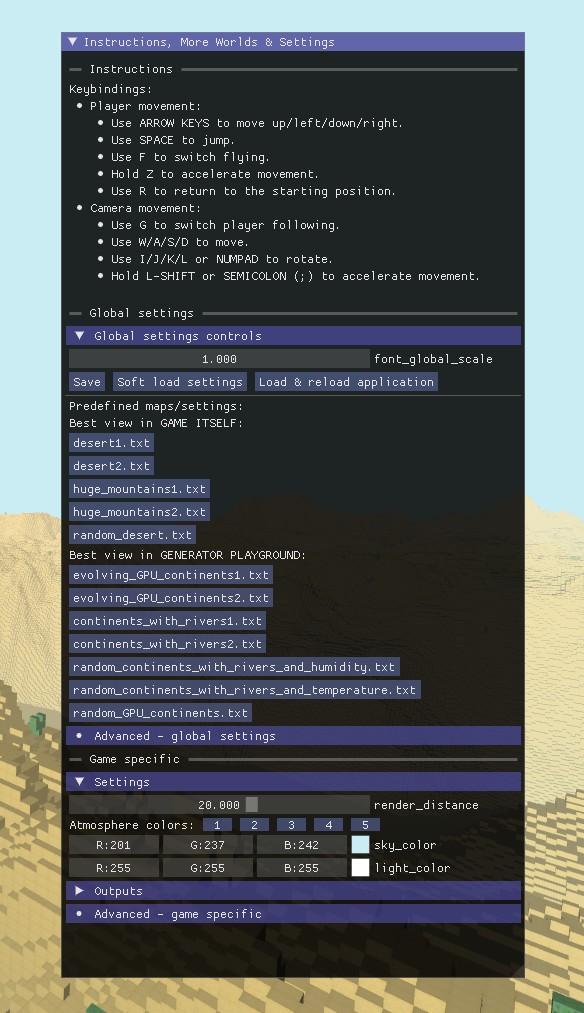 Instructions, More Worlds & Settings
Instructions
Keybindings:
Player movement:
Use ARROW KEYS to move up/left/down/right.
Use SPACE to jump.
Use F to switch flying.
Hold Z to accelerate movement.
Use R to return to the starting position.
Camera movement:
Use G to switch player following.
Use W/A/S/D to move.
Use I/J/K/L or NUMPAD to rotate.
Hold L-SHIFT or SEMICOLON (;) to accelerate movement.
Global settings
Global settings controls
1.000 font_global_scale
Save Soft load settings Load & reload application
Predefined maps/settings:
Best view in GAME ITSELF:
desert1.txt
desert2.txt
huge_mountains1.txt
huge_mountains2.txt
random_desert.txt
Best view in GENERATOR PLAYGROUND:
evolving_GPU_continents1.txt
evolving_GPU_continents2.txt
continents_with_rivers1.txt
continents_with_rivers2.txt
random_continents_with_rivers_and_humidity.txt
random_continents_with_rivers_and_temperature.txt
random_GPU_continents.txt
Advanced - global settings
Game specific
Settings
20.000 render_distance
Atmosphere colors: 1 2 3 4 5
R:201 G:237 B:242 sky_color
R:255 G:255 B:255 light_color
Outputs
Advanced - game specific